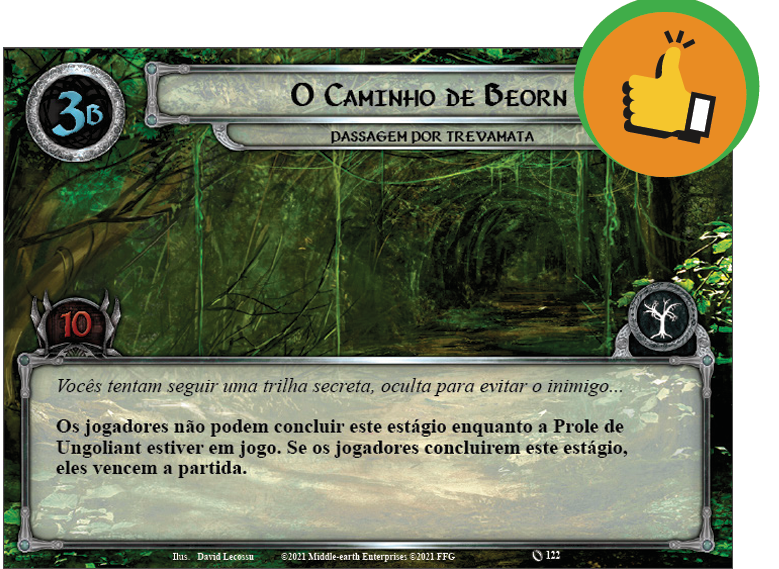 3B
O Caminho de Beorn
Passagem por Trevamata
10
Vocês tentam seguir uma trilha secreta, oculta para evitar o inimigo...
Os jogadores não podem concluir este estágio enquanto a Prole de
Ungoliant estiver em jogo. Se os jogadores concluirem este estágio,
eles vencem a partida.
Ilus. David Lecossu ©2021 Middle-earth Enterprises ©2021 FFG 122